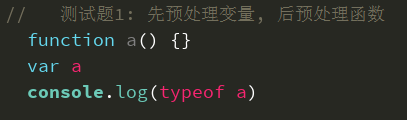 //   测试题1: 先预处理变量, 后预处理函数
function a() {}
var a
console.log(typeof a)